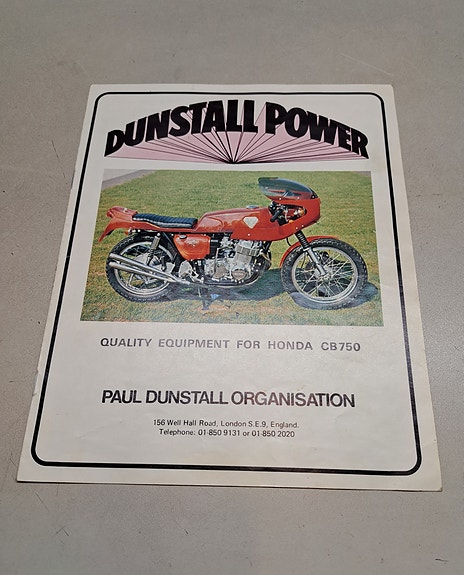 DUNSTALL POWER
QUALITY EQUIPMENT FOR HONDA CB750
PAUL DUNSTALL ORGANISATION
156 Well Hall Road, London S.E.9, England.
Telephone: 01-850 9131 or 01-850 2020